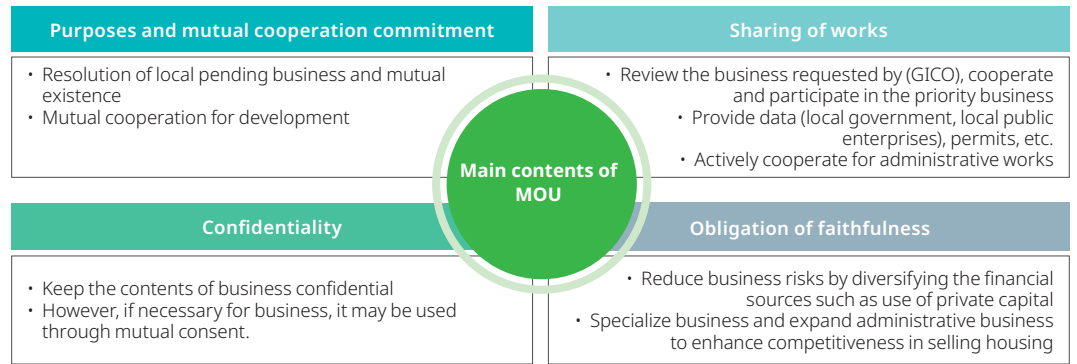 Purposes and mutual cooperation commitment
• Resolution of local pending business and mutual
existence
• Mutual cooperation for development
Sharing of works
• Review the business requested by (GICO), cooperate
and participate in the priority business
• Provide data (local government, local public
enterprises), permits, etc.
• Actively cooperate for administrative works
Main contents of
MOU
Confidentiality
• Keep the contents of business confidential
• However, if necessary for business, it may be used
through mutual consent.
Obligation of faithfulness
• Reduce business risks by diversifying the financial
sources such as use of private capital
• Specialize business and expand administrative business
to enhance competitiveness in selling housing